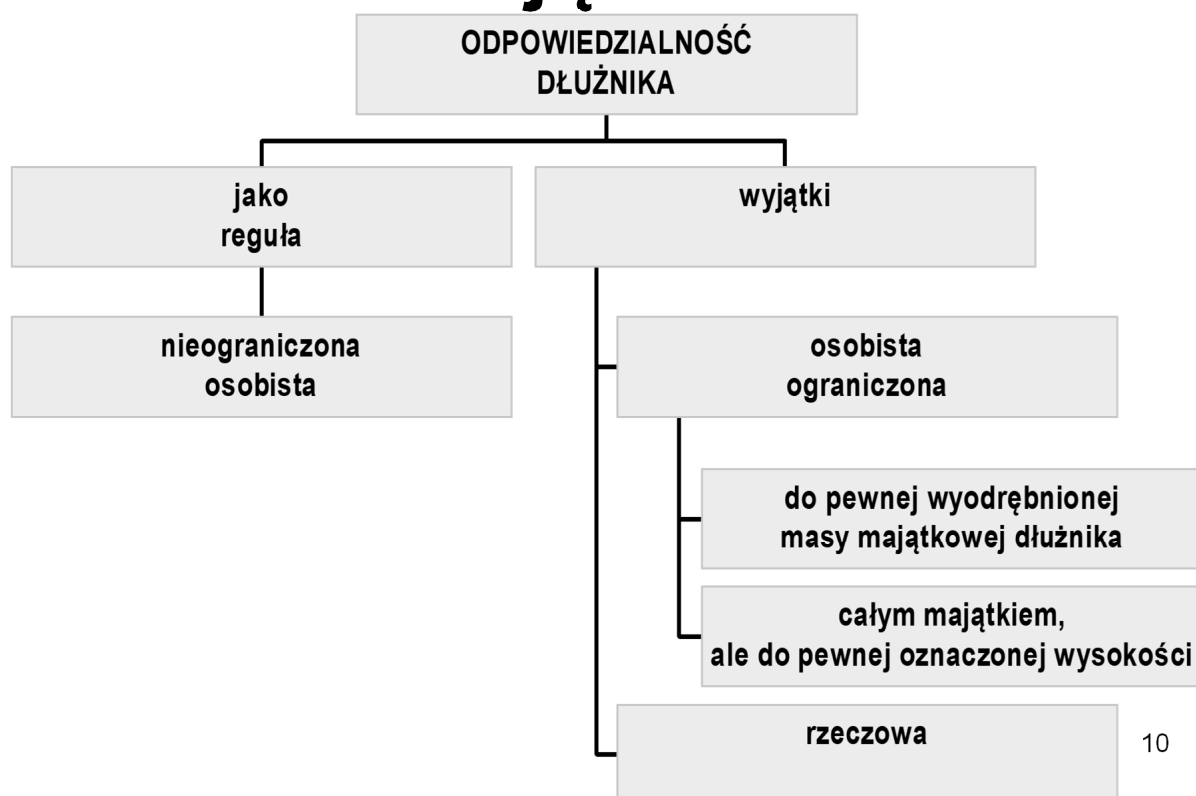 ODPOWIEDZIALNOŚĆ
DŁUŻNIKA
jako
reguła
wyjątki
nieograniczona
osobista
osobista
ograniczona
do pewnej wyodrębnionej
masy majątkowej dłużnika
całym majątkiem,
ale do pewnej oznaczonej wysokości
rzeczowa
10